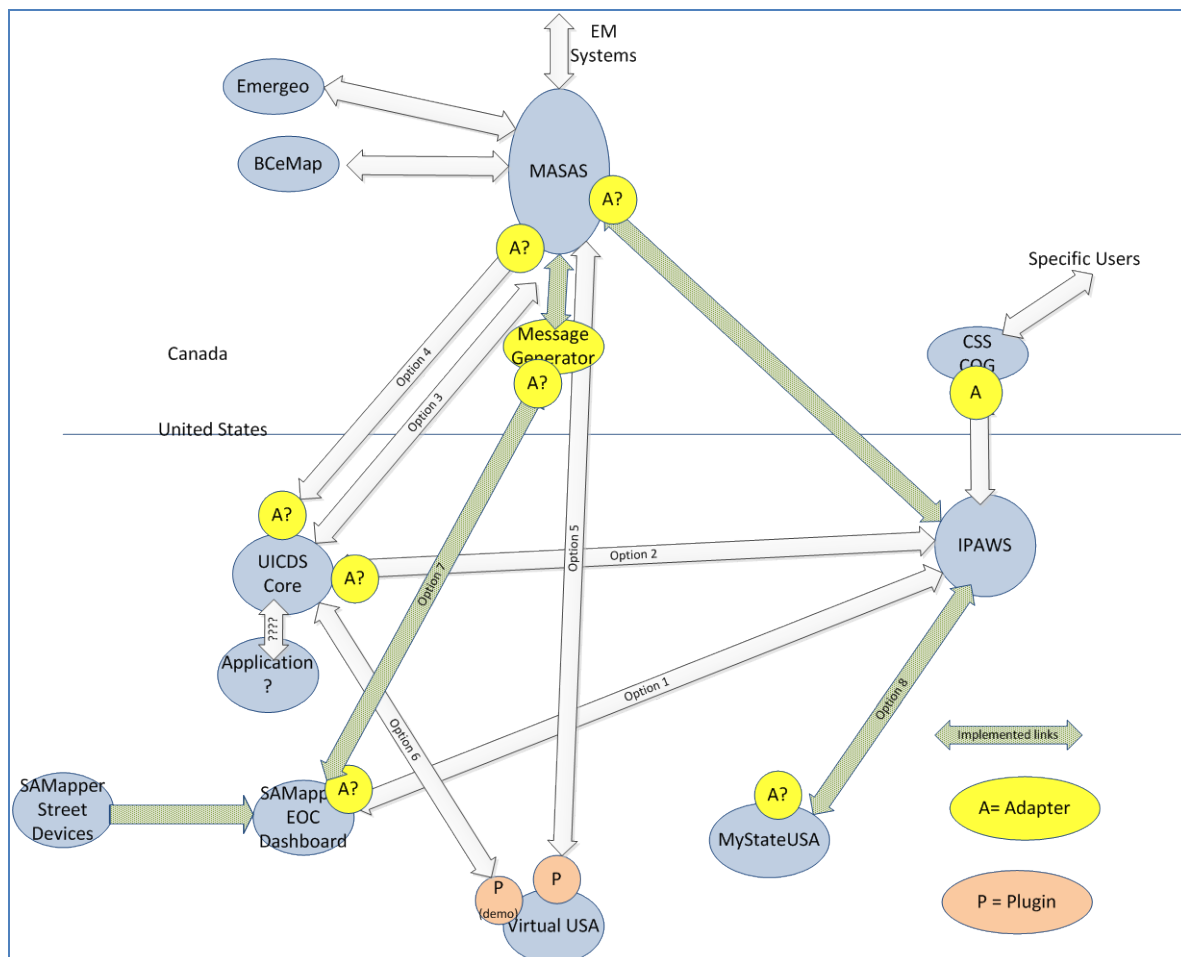 EM
Systems
Emergeo
BCeMap
MASAS
A?
A?
Specific Users
Message
Generator
CSS
COG
Canada
Option 4
Option 3
A?
A
United States
A?
Option 5
IPAWS
UICDS
Core
A?
Option 2
Option 7
????
Application
?
Option 1
Option 8
Option 6
Implemented links
SAMapper
Street
Devices
SAMapp
EOC
Dashboard
A?
A?
MyStateUSA
A= Adapter
P
P
(demo)
Virtual USA
P = Plugin